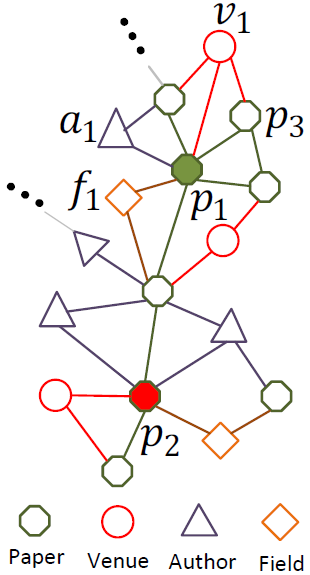 v₁
a₁
p₃
f₁
p₁
p₂
Paper Venue Author Field